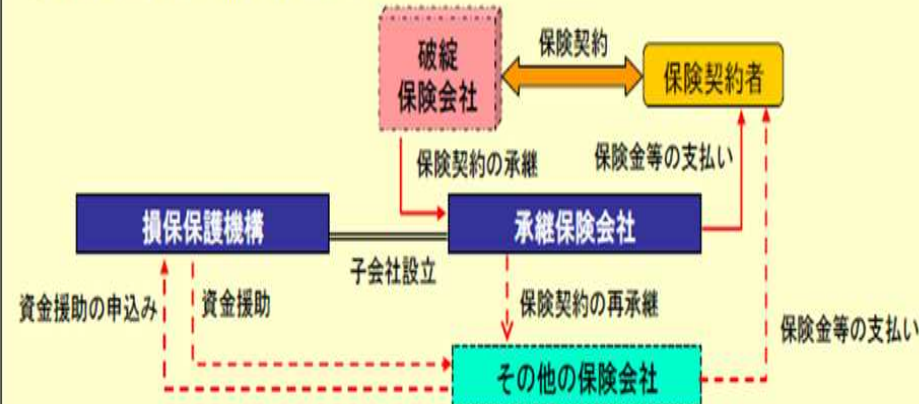 破綻
保険会社
保険契約
保険契約者
保険契約の承継
保険金等の支払い
損保保護機構
承継保険会社
子会社設立
資金援助の申込み
資金援助
保険契約の再承継
保険金等の支払い
その他の保険会社